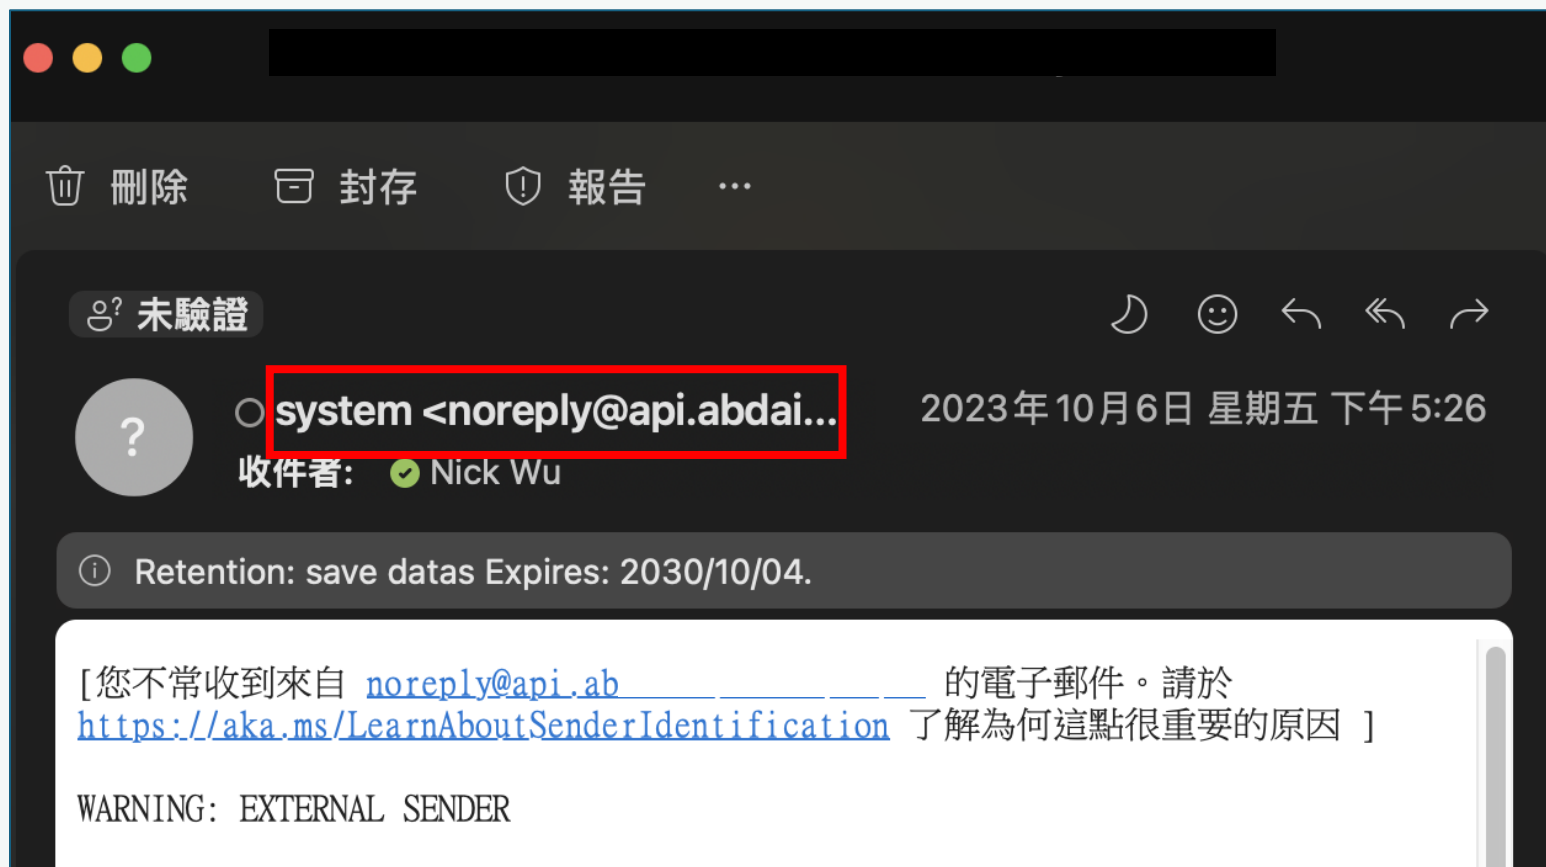 刪除 封存 報告 ...
未驗證
system <noreply@api.abdai...
2023年10月6日 星期五 下午5:26
收件者: Nick Wu
Retention: save datas Expires: 2030/10/04.
[您不常收到來自 noreply@api.ab 的電子郵件。請於
https://aka.ms/LearnAboutSenderIdentification 了解為何這點很重要的原因 ]
WARNING: EXTERNAL SENDER